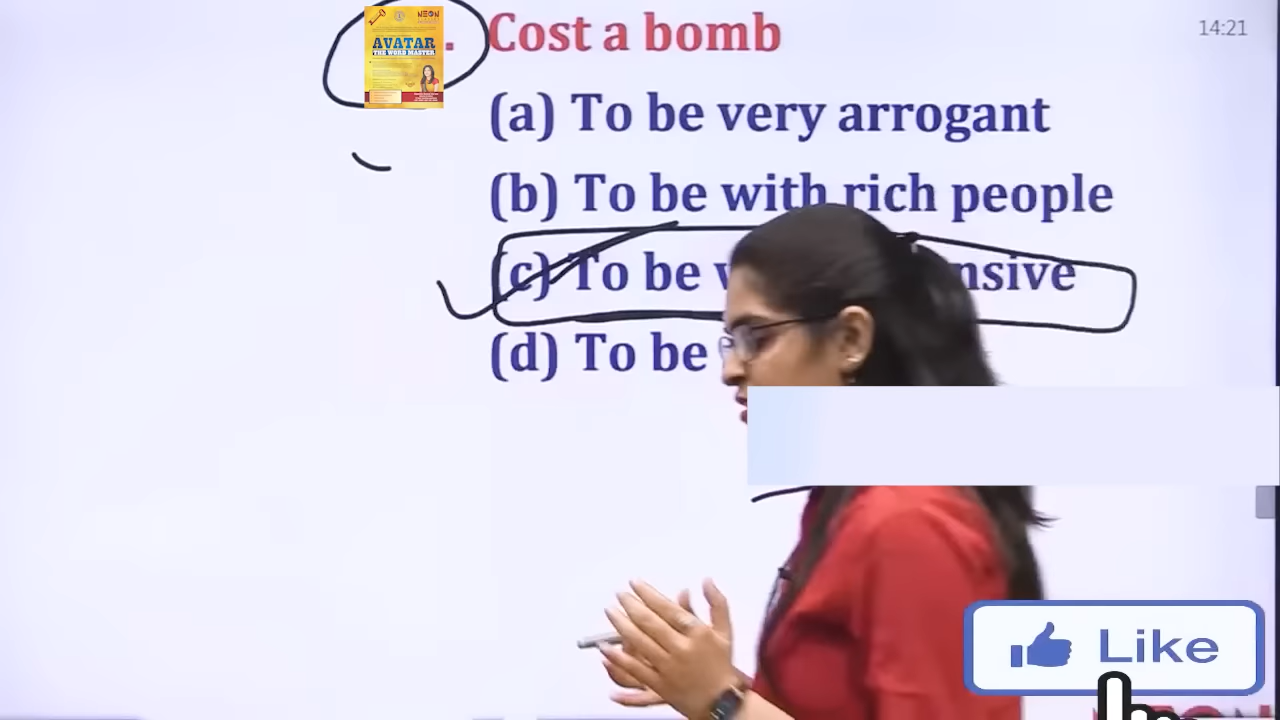 NEON
AVATAR
THE WORD MASTER
. Cost a bomb
14:21
(a) To be very arrogant
(b) To be with rich people
(c) To be v nsive
(d) To be
Like